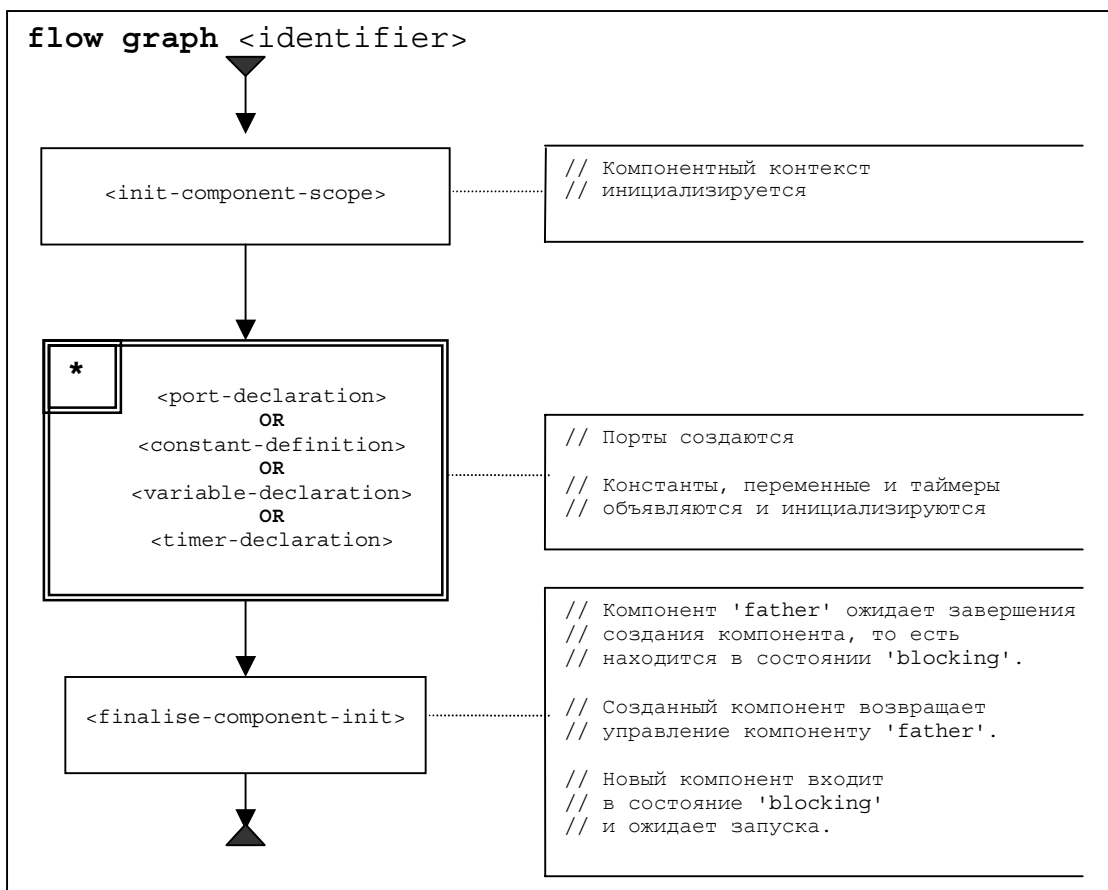 flow graph <identifier>
<init-component-scope>
// Компонентный контекст
// инициализируется
*
<port-declaration>
OR
<constant-definition>
OR
<variable-declaration>
OR
<timer-declaration>
// Порты создаются
// Константы, переменные и таймеры
// объявляются и инициализируются
<finalise-component-init>
// Компонент 'father' ожидает завершения
// создания компонента, то есть
// находится в состоянии 'blocking'.
// Созданный компонент возвращает
// управление компоненту 'father'.
// Новый компонент входит
// в состояние 'blocking'
// и ожидает запуска.